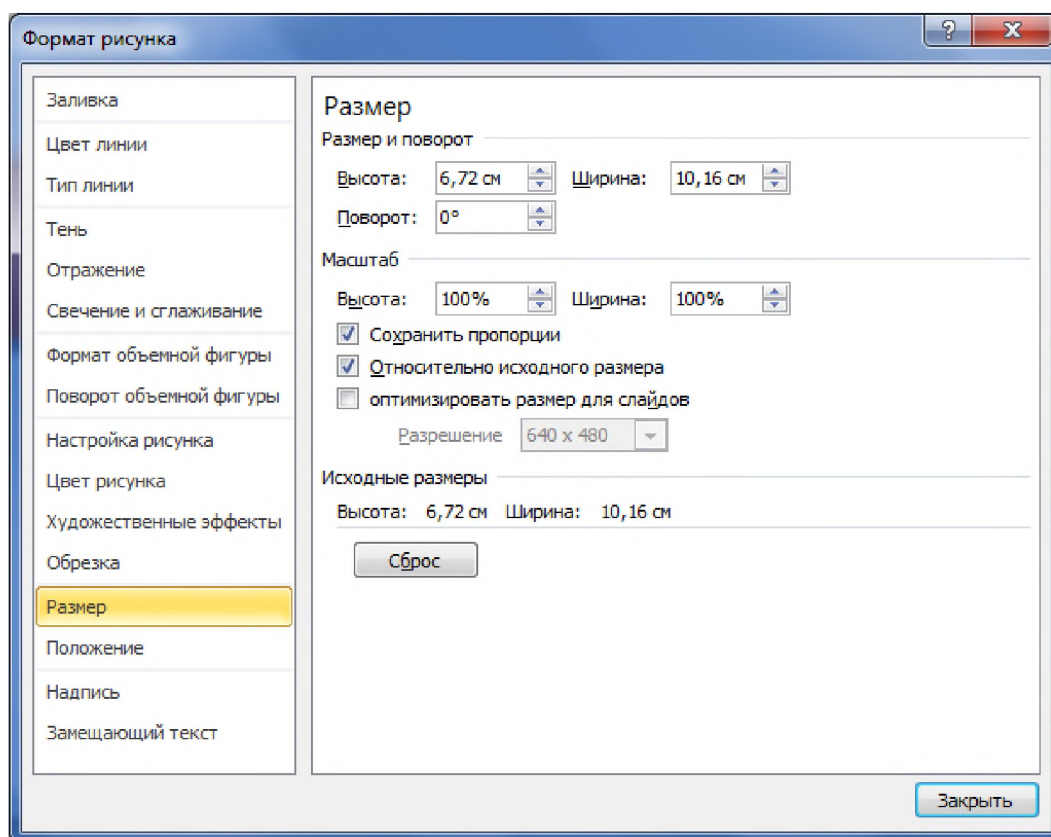 Формат рисунка
Заливка
Цвет линии
Тип линии
Тень
Отражение
Свечение и сглаживание
Формат объемной фигуры
Поворот объемной фигуры
Настройка рисунка
Цвет рисунка
Художественные эффекты
Обрезка
Размер
Положение
Надпись
Замещающий текст
Размер
Размер и поворот
Высота: 6,72 см Ширина: 10,16 см
Поворот: 0°
Масштаб
Высота: 100% Ширина: 100%
Сохранить пропорции
Относительно исходного размера
оптимизировать размер для слайдов
Разрешение 640 x 480
Исходные размеры
Высота: 6,72 см Ширина: 10,16 см
Сброс
Закрыть